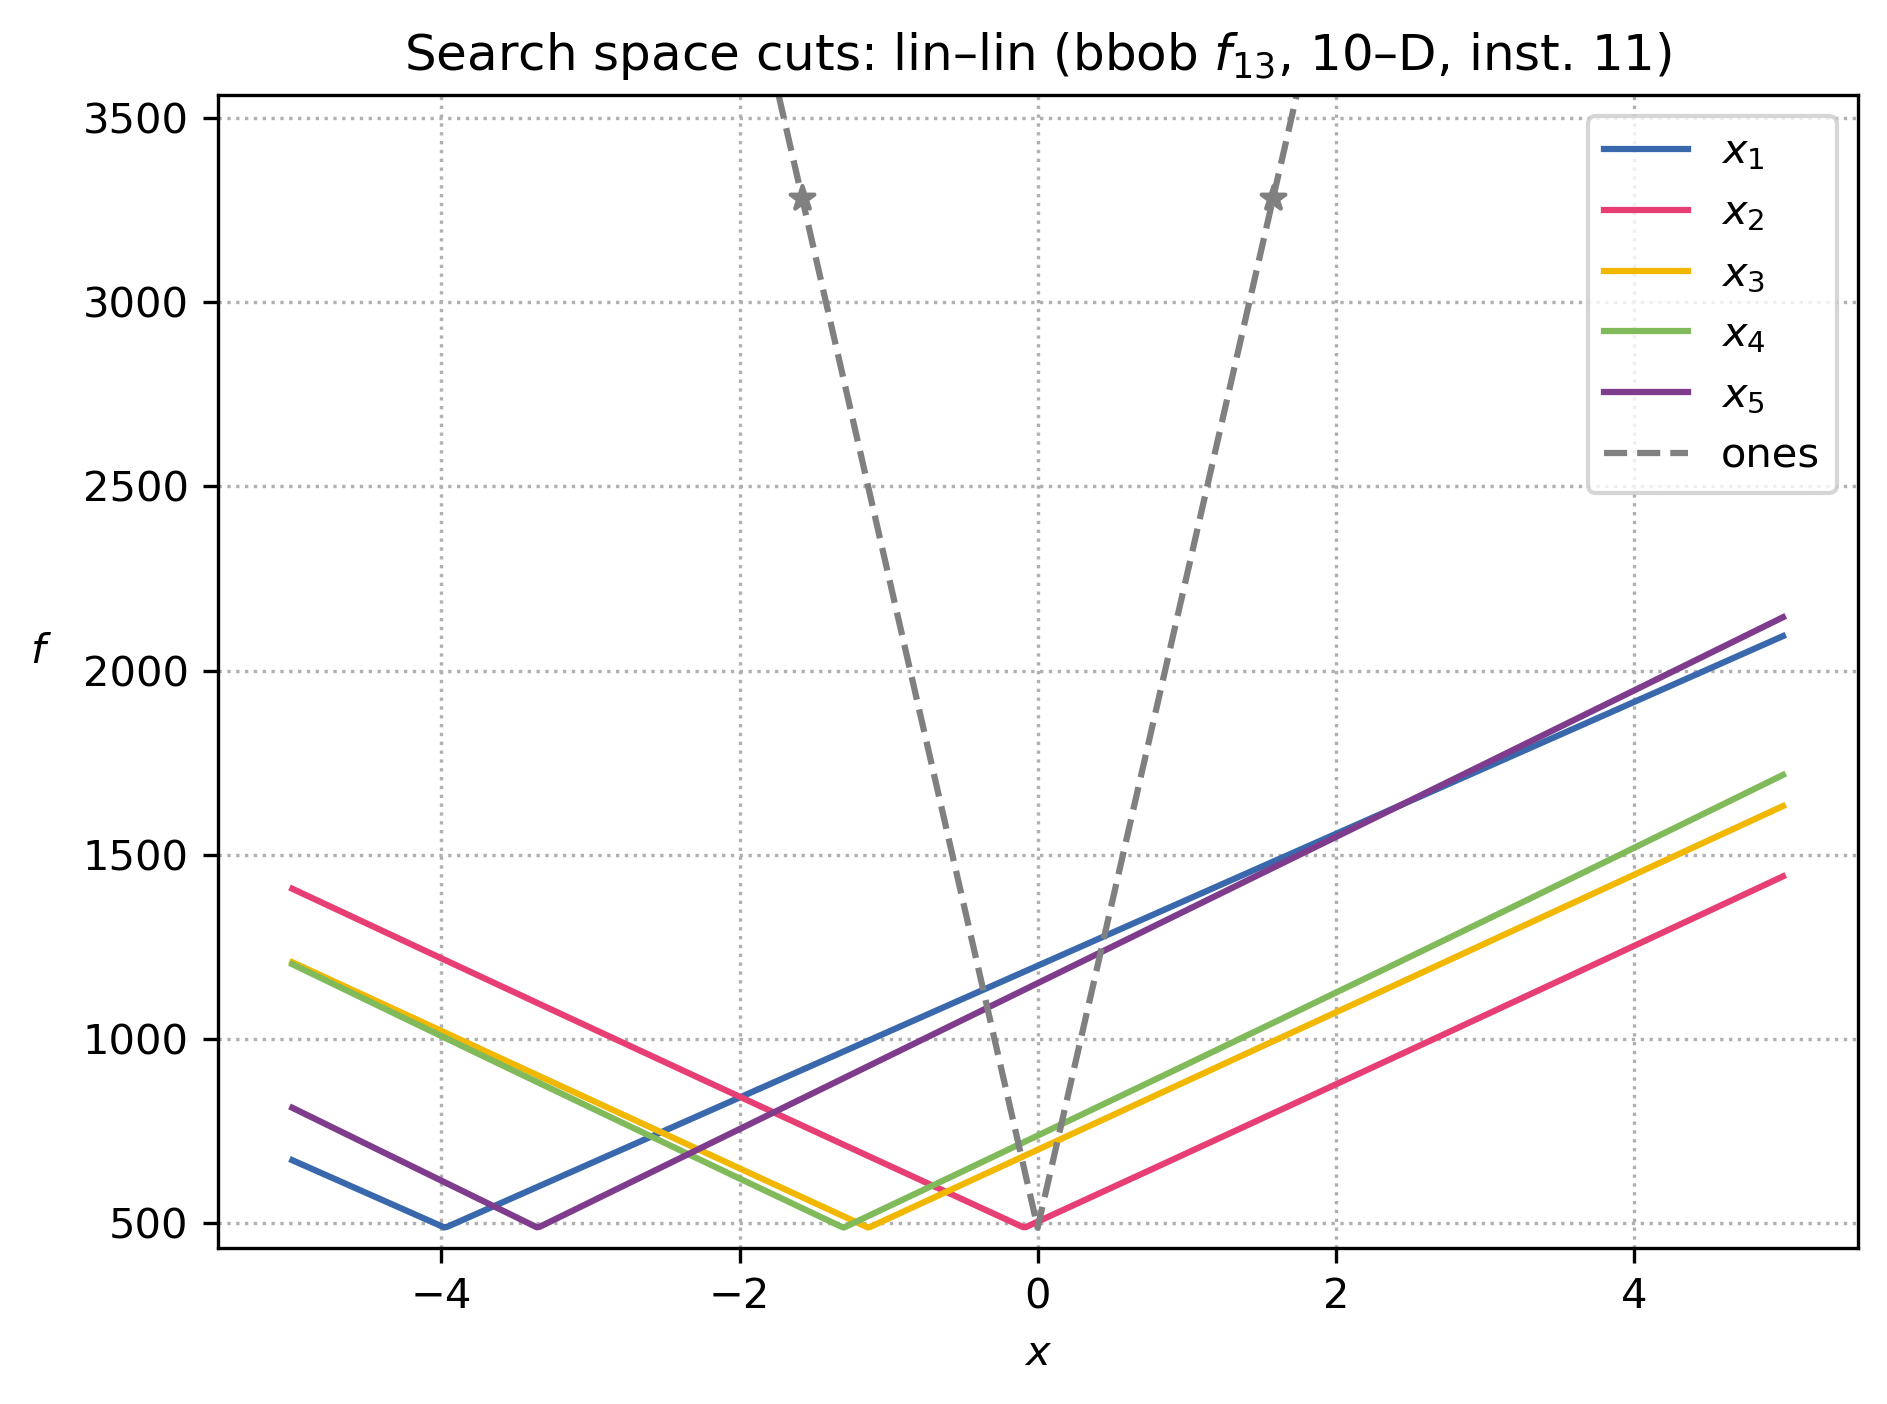 Search space cuts: lin–lin (bbob f₁₃, 10–D, inst. 11)
3500
3000
2500
2000
1500
1000
500
f
−4
−2
0
2
4
x
x₁
x₂
x₃
x₄
x₅
ones